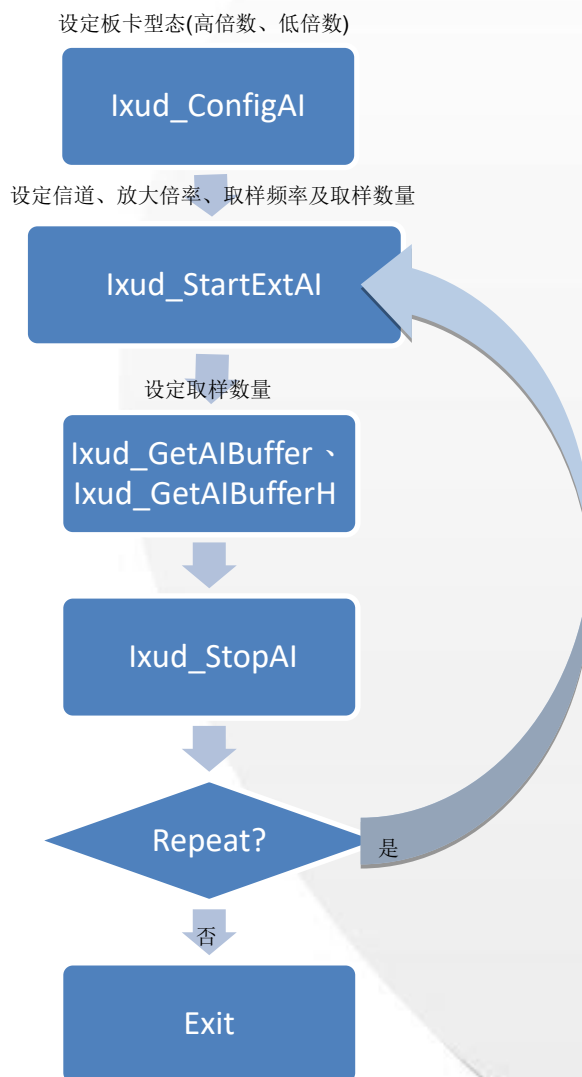 设定板卡型态(高倍数、低倍数)
Ixud_ConfigAI
设定信道、放大倍率、取样频率及取样数量
Ixud_StartExtAI
设定取样数量
Ixud_GetAIBuffer、
Ixud_GetAIBufferH
Ixud_StopAI
Repeat?
是
否
Exit